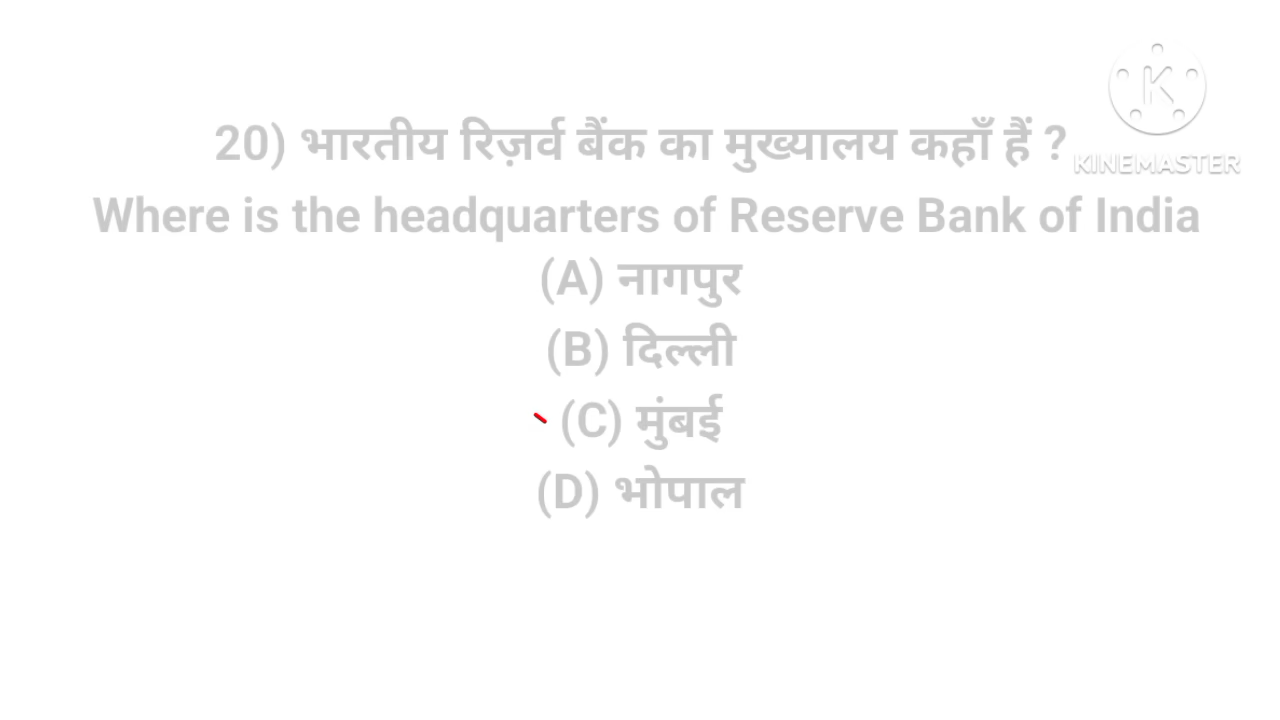 20) भारतीय रिज़र्व बैंक का मुख्यालय कहाँ हैं ?
Where is the headquarters of Reserve Bank of India
(A) नागपुर
(B) दिल्ली
(C) मुंबई
(D) भोपाल
K
KINEMASTER